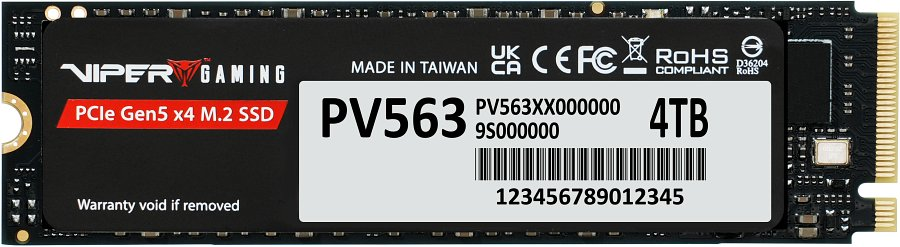 VIPER GAMING
PCIe Gen5 x4 M.2 SSD
Warranty void if removed
MADE IN TAIWAN
UK
CA
CE FC
RoHS
COMPLIANT
D36204
RoHS
PV563
PV563XX000000
9S000000
4TB
123456789012345